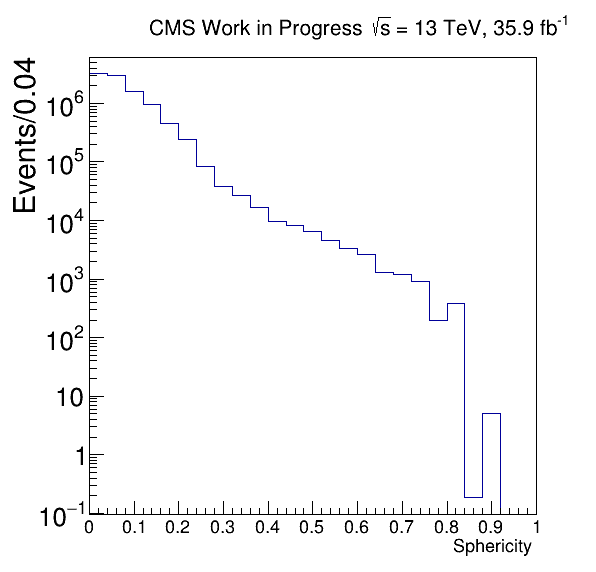 CMS Work in Progress √s = 13 TeV, 35.9 fb⁻¹
Events/0.04
10⁶
10⁵
10⁴
10³
10²
10
1
10⁻¹
0 0.1 0.2 0.3 0.4 0.5 0.6 0.7 0.8 0.9 1
Sphericity